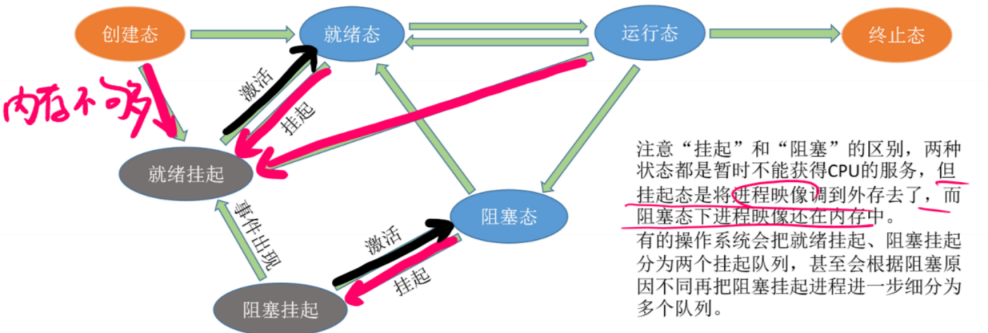 创建态
就绪态
运行态
终止态
内存不够
激活
挂起
就绪挂起
事件出现
阻塞态
激活
挂起
阻塞挂起
注意“挂起”和“阻塞”的区别，两种
状态都是暂时不能获得CPU的服务，但
挂起态是将进程映像调到外存去了，而
阻塞态下进程映像还在内存中。
有的操作系统会把就绪挂起、阻塞挂起
分为两个挂起队列，甚至会根据阻塞原
因不同再把阻塞挂起进程进一步细分为
多个队列。